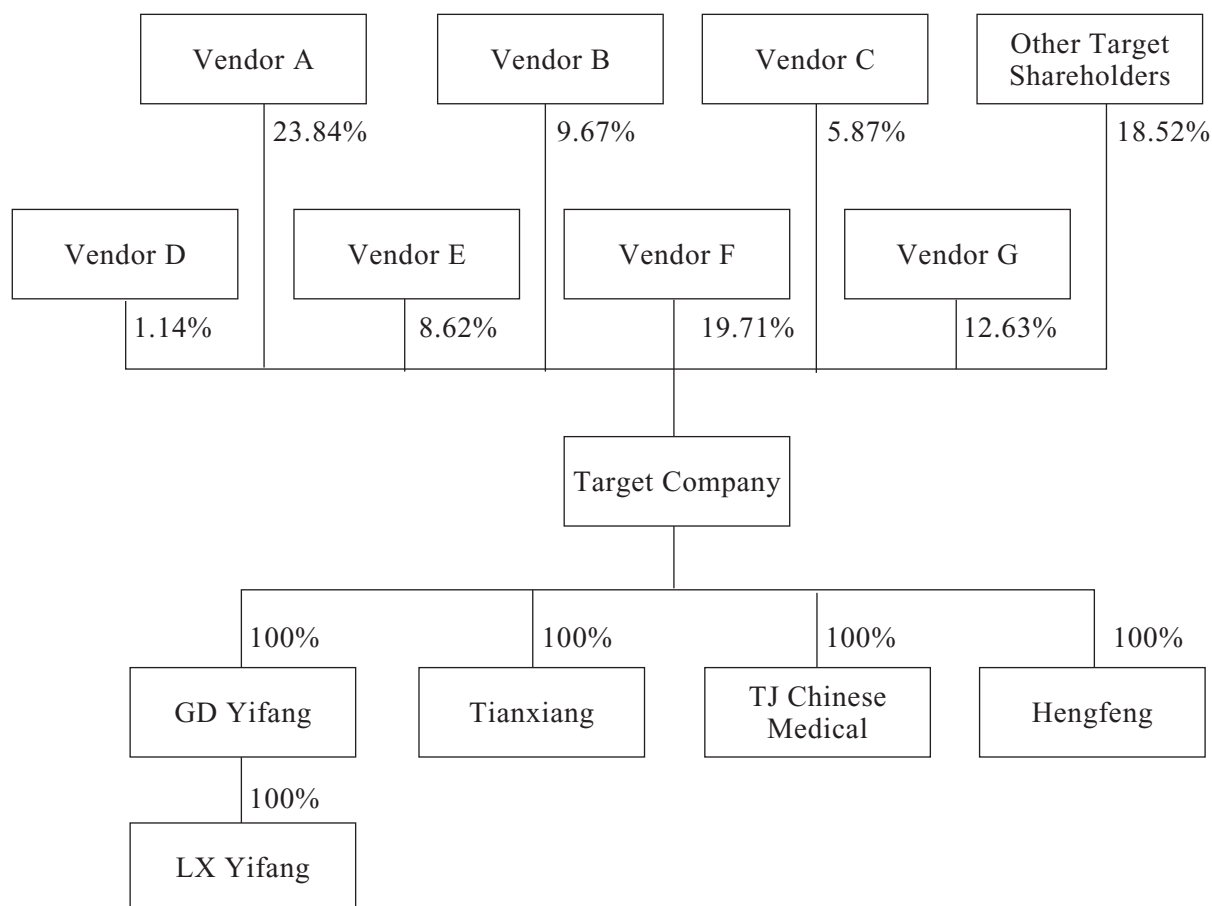 Vendor A
Vendor B
Vendor C
Other Target
Shareholders
23.84%
9.67%
5.87%
18.52%
Vendor D
Vendor E
Vendor F
Vendor G
1.14%
8.62%
19.71%
12.63%
Target Company
100%
100%
100%
100%
GD Yifang
Tianxiang
TJ Chinese
Medical
Hengfeng
100%
LX Yifang